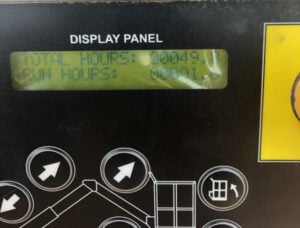 DISPLAY PANEL
TOTAL HOURS: 00049.
RUN HOURS: 00001.